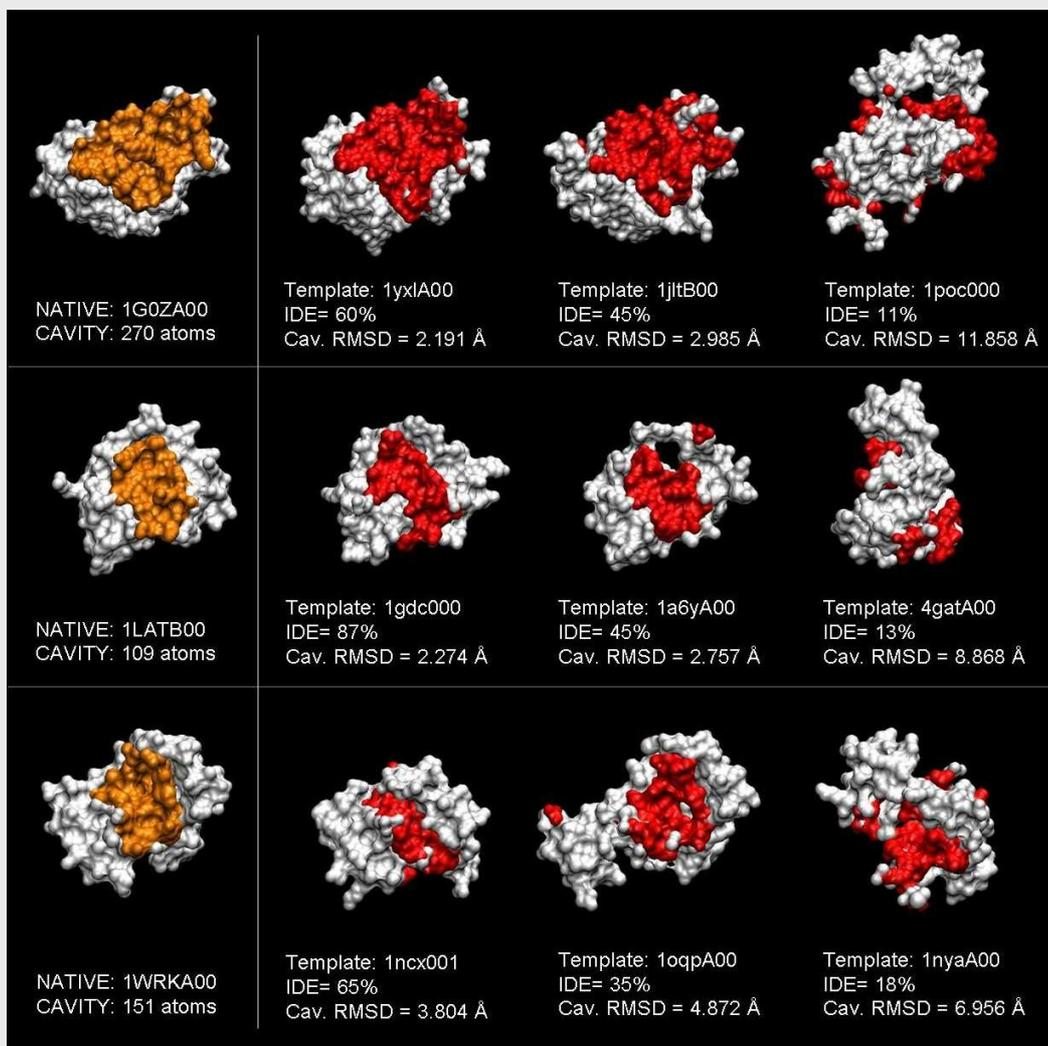 NATIVE: 1G0ZA00
CAVITY: 270 atoms
Template: 1yxlA00
IDE= 60%
Cav. RMSD = 2.191 Å
Template: 1jltB00
IDE= 45%
Cav. RMSD = 2.985 Å
Template: 1poc000
IDE= 11%
Cav. RMSD = 11.858 Å
NATIVE: 1LATB00
CAVITY: 109 atoms
Template: 1gdc000
IDE= 87%
Cav. RMSD = 2.274 Å
Template: 1a6yA00
IDE= 45%
Cav. RMSD = 2.757 Å
Template: 4gatA00
IDE= 13%
Cav. RMSD = 8.868 Å
NATIVE: 1WRKA00
CAVITY: 151 atoms
Template: 1ncx001
IDE= 65%
Cav. RMSD = 3.804 Å
Template: 1oqpA00
IDE= 35%
Cav. RMSD = 4.872 Å
Template: 1nyaA00
IDE= 18%
Cav. RMSD = 6.956 Å